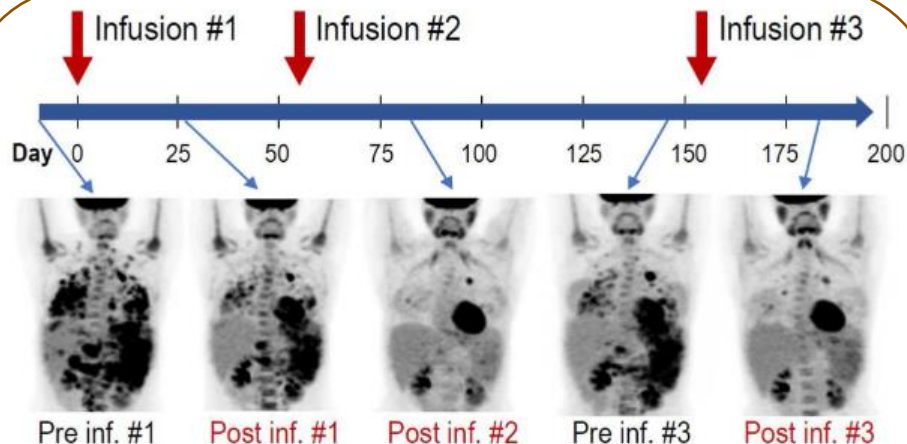 Infusion #1 Infusion #2 Infusion #3
Day 0 25 50 75 100 125 150 175 200
Pre inf. #1 Post inf. #1 Post inf. #2 Pre inf. #3 Post inf. #3